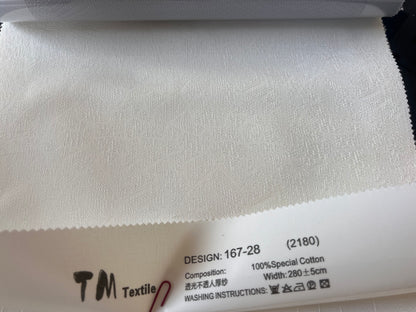 DESIGN: 167-28 (2180)
Composition: 100%Special Cotton
透光不透人厚纱 Width: 280±5cm
WASHING INSTRUCTIONS:
TM Textile